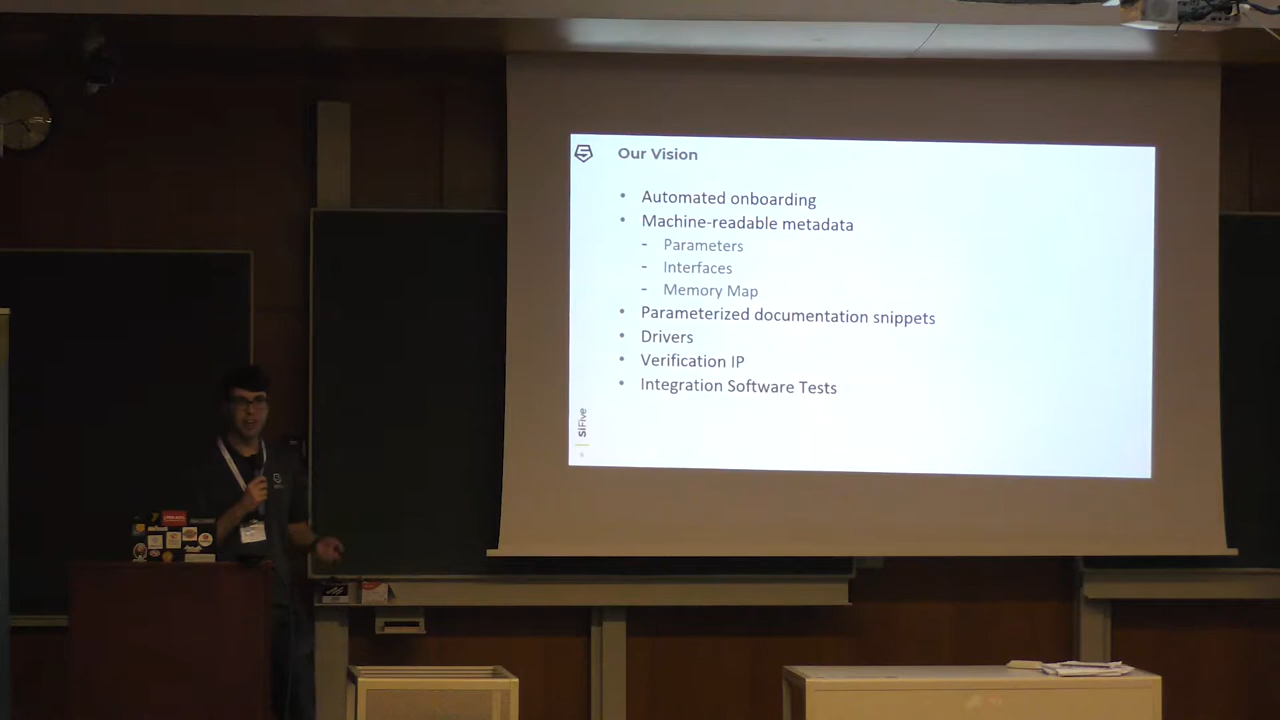 Our Vision
• Automated onboarding
• Machine-readable metadata
- Parameters
- Interfaces
- Memory Map
• Parameterized documentation snippets
• Drivers
• Verification IP
• Integration Software Tests
SiFive
6